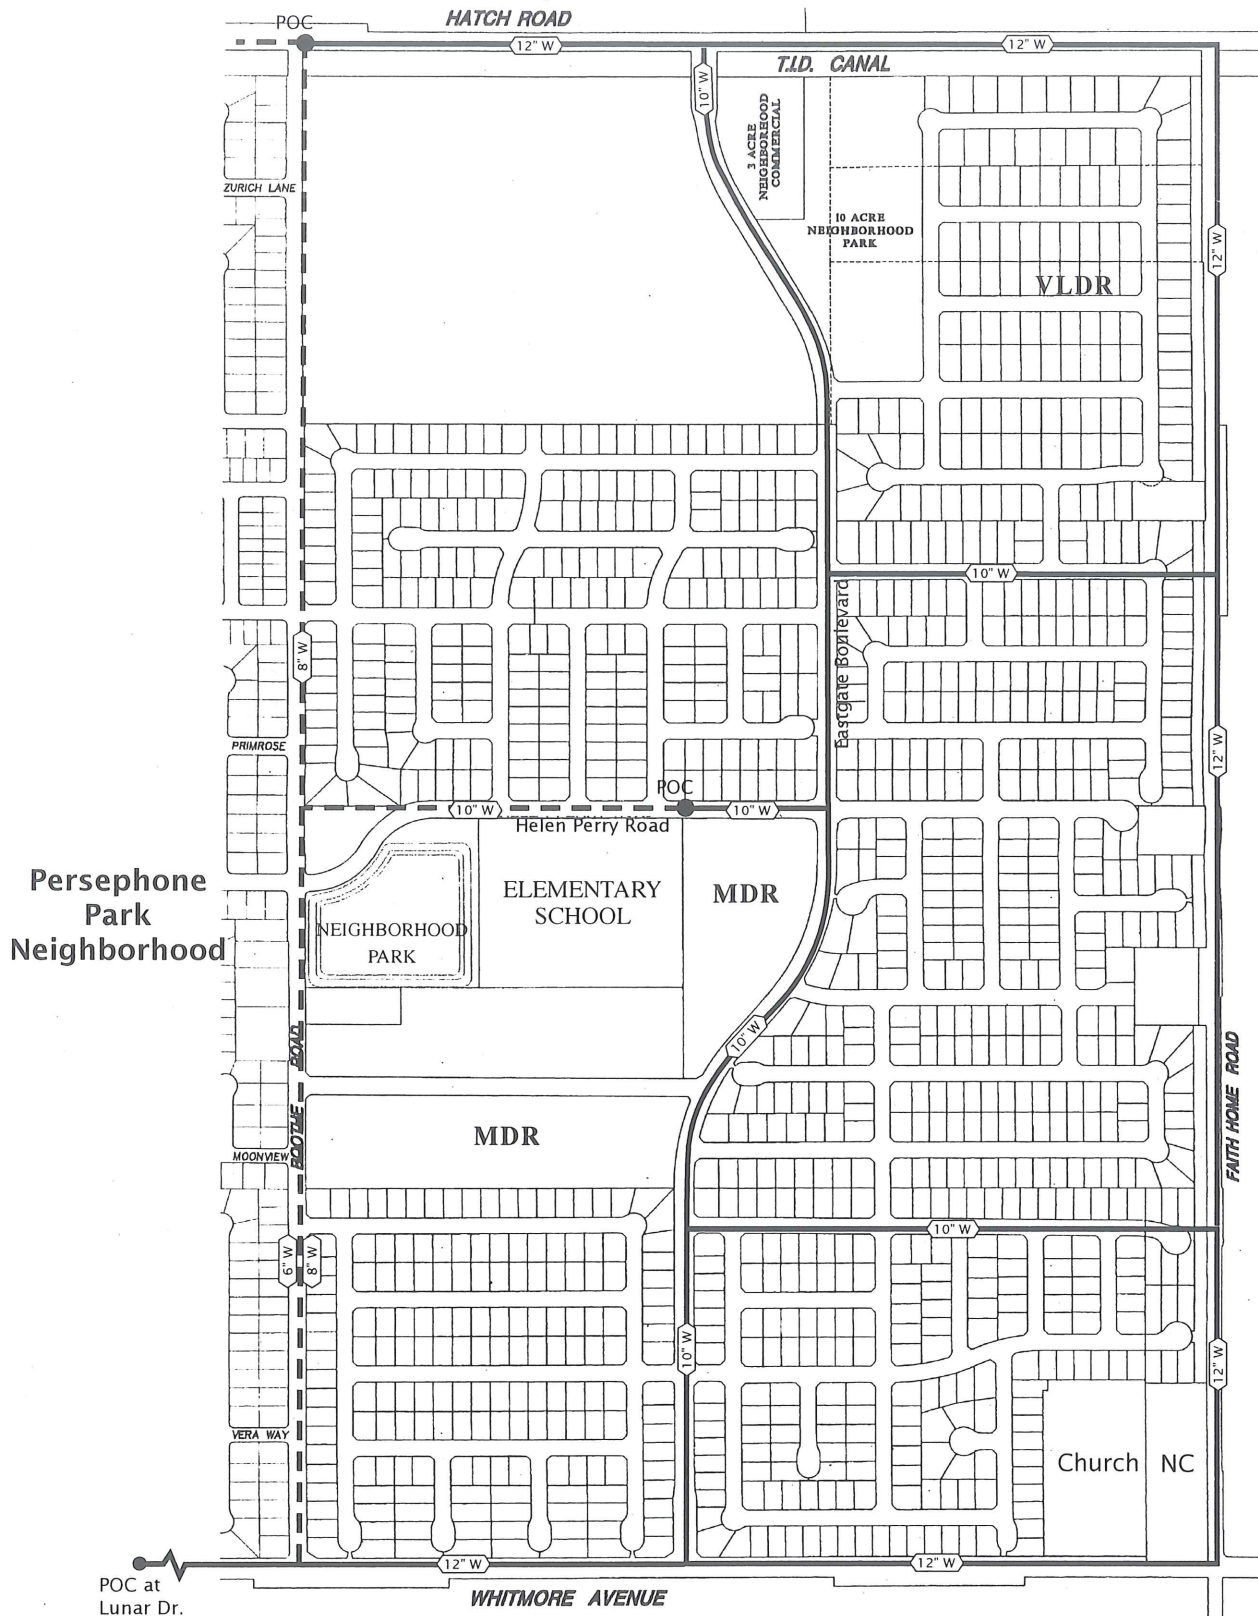 HATCH ROAD
POC
12" W
12" W
T.I.D. CANAL
10" W
3 ACRE
NEIGHBORHOOD
COMMERCIAL
ZURICH LANE
10 ACRE
NEIGHBORHOOD
PARK
12" W
VLDR
10" W
Eastgate Boulevard
8" W
PRIMROSE
12" W
POC
10" W
10" W
Helen Perry Road
Persephone
Park
Neighborhood
ELEMENTARY
SCHOOL
MDR
NEIGHBORHOOD
PARK
10" W
BOOTHE ROAD
FAITH HOME ROAD
MDR
MOONVIEW
10" W
6" W
8" W
10" W
12" W
VERA WAY
Church
NC
12" W
12" W
POC at
Lunar Dr.
WHITMORE AVENUE